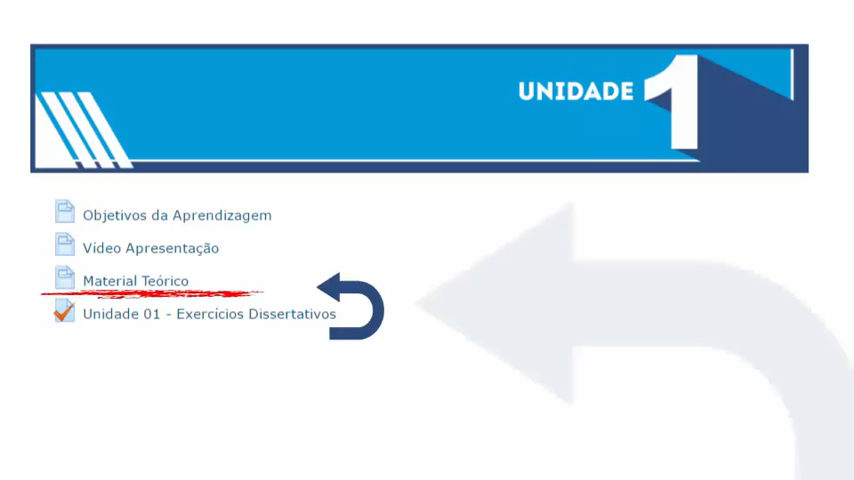 UNIDADE 1
Objetivos da Aprendizagem
Vídeo Apresentação
Material Teórico
Unidade 01 - Exercícios Dissertativos